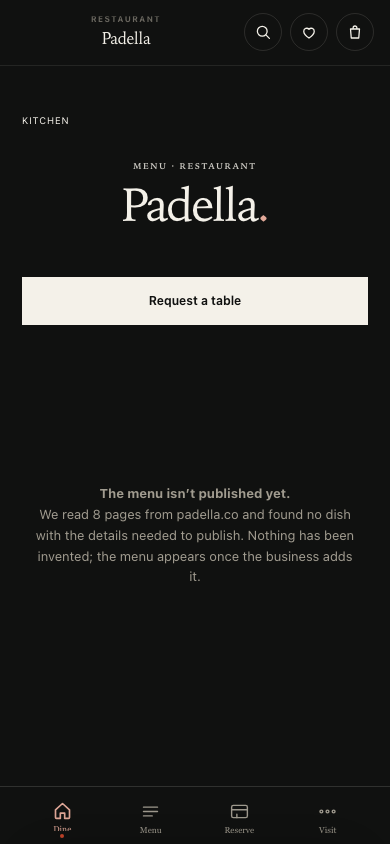 RESTAURANT
Padella
KITCHEN
MENU · RESTAURANT
Padella.
Request a table
The menu isn’t published yet.
We read 8 pages from padella.co and found no dish
with the details needed to publish. Nothing has been
invented; the menu appears once the business adds
it.
Dine
Menu
Reserve
Visit